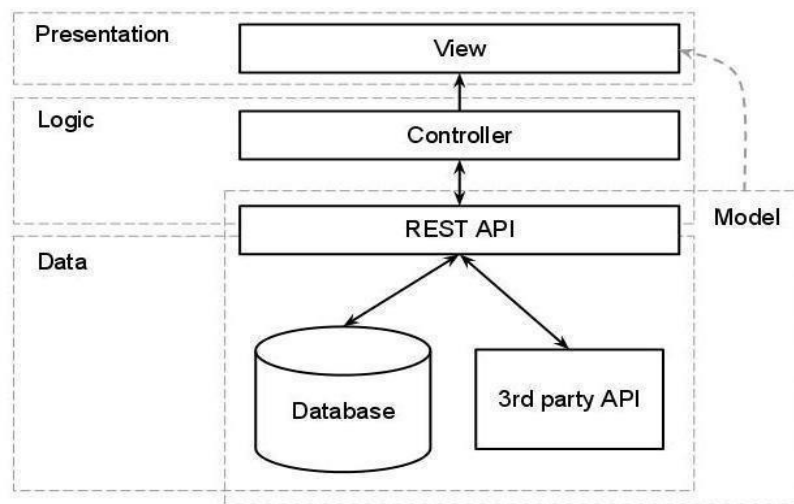 Presentation
View
Logic
Controller
REST API
Model
Data
Database
3rd party API